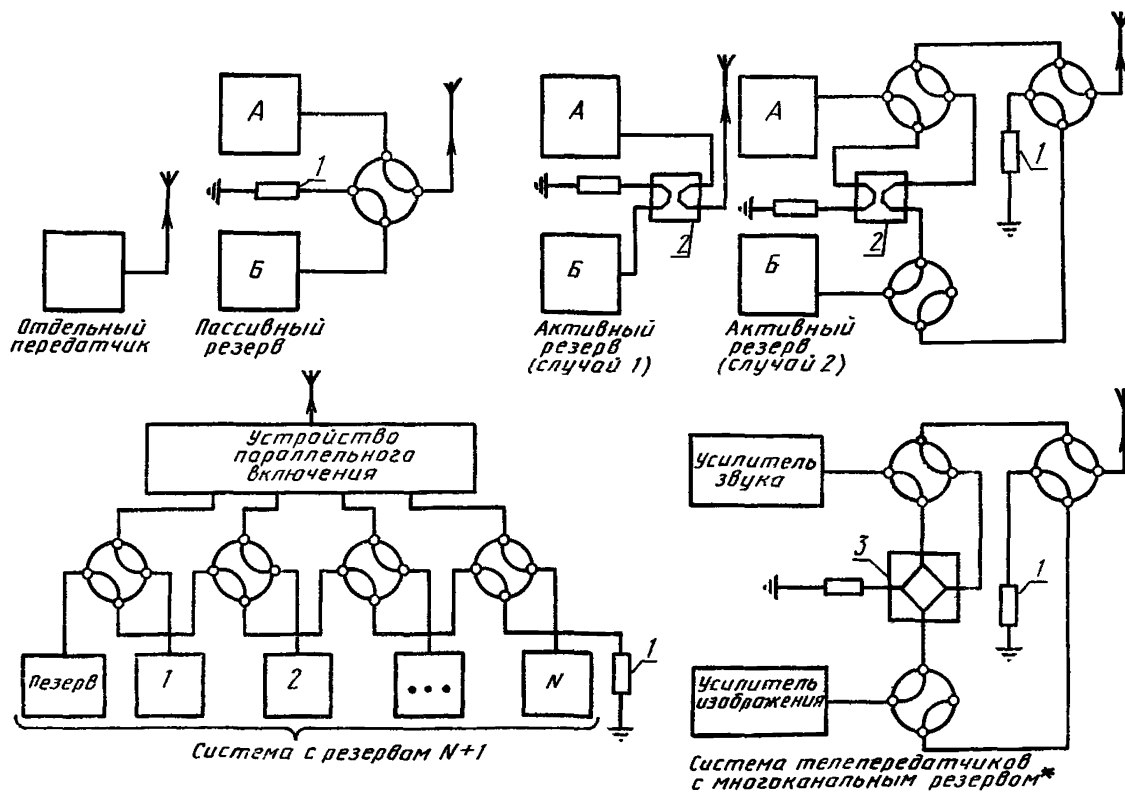 А
Б
1
Отдельный
передатчик
Пассивный
резерв
А
Б
2
Активный
резерв
(случай 1)
А
Б
2
1
Активный
резерв
(случай 2)
Устройство
параллельного
включения
Резерв
1
2
...
N
1
Система с резервом N+1
Усилитель
звука
3
1
Усилитель
изображения
Система телепередатчиков
с многоканальным резервом*